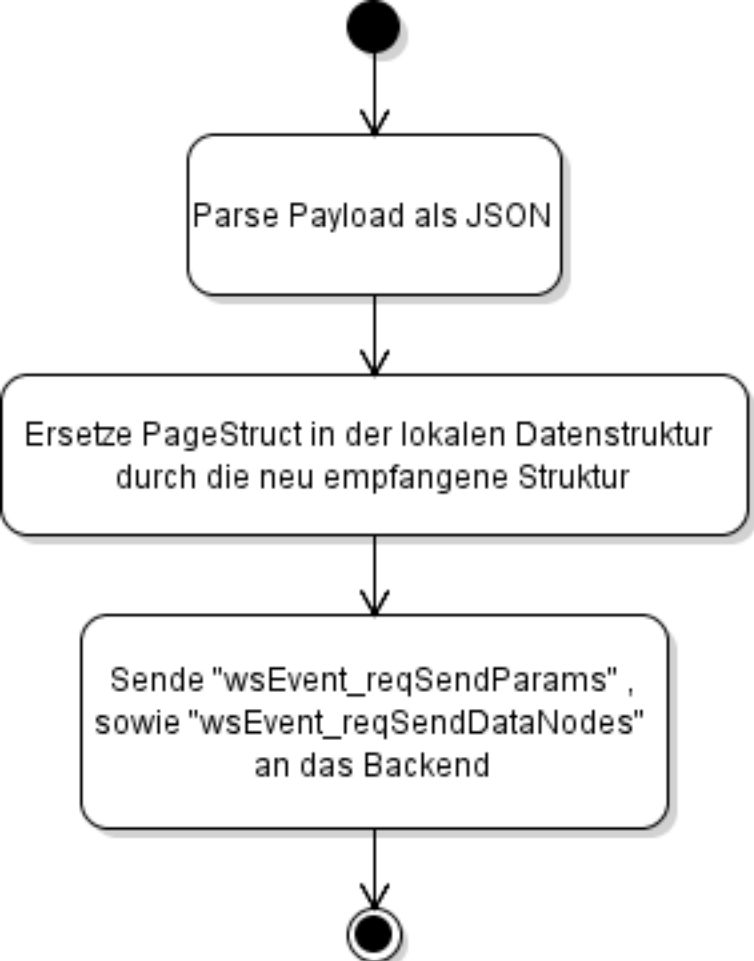 Parse Payload als JSON
Ersetze PageStruct in der lokalen Datenstruktur
durch die neu empfangene Struktur
Sende "wsEvent_reqSendParams" ,
sowie "wsEvent_reqSendDataNodes"
an das Backend